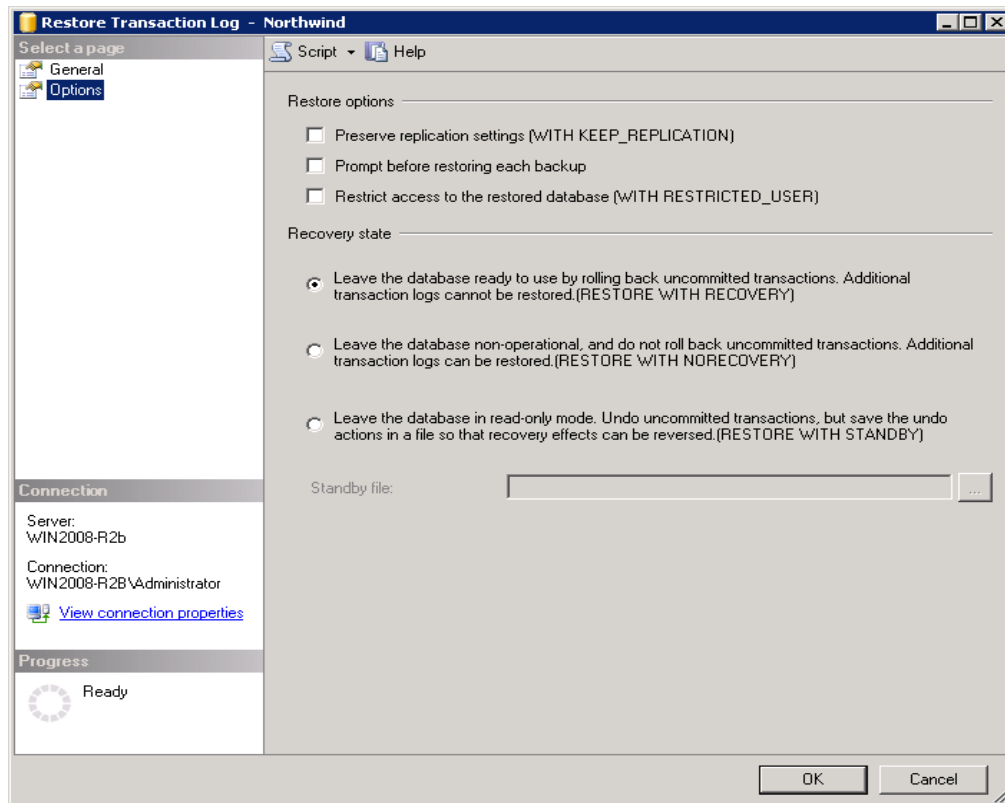 Restore Transaction Log - Northwind
Select a page
General
Options
Script
Help
Restore options
Preserve replication settings (WITH KEEP_REPLICATION)
Prompt before restoring each backup
Restrict access to the restored database (WITH RESTRICTED_USER)
Recovery state
Leave the database ready to use by rolling back uncommitted transactions. Additional
transaction logs cannot be restored.(RESTORE WITH RECOVERY)
Leave the database non-operational, and do not roll back uncommitted transactions. Additional
transaction logs can be restored.(RESTORE WITH NORECOVERY)
Leave the database in read-only mode. Undo uncommitted transactions, but save the undo
actions in a file so that recovery effects can be reversed.(RESTORE WITH STANDBY)
Standby file:
...
Connection
Server:
WIN2008-R2b
Connection:
WIN2008-R2B\Administrator
View connection properties
Progress
Ready
OK
Cancel